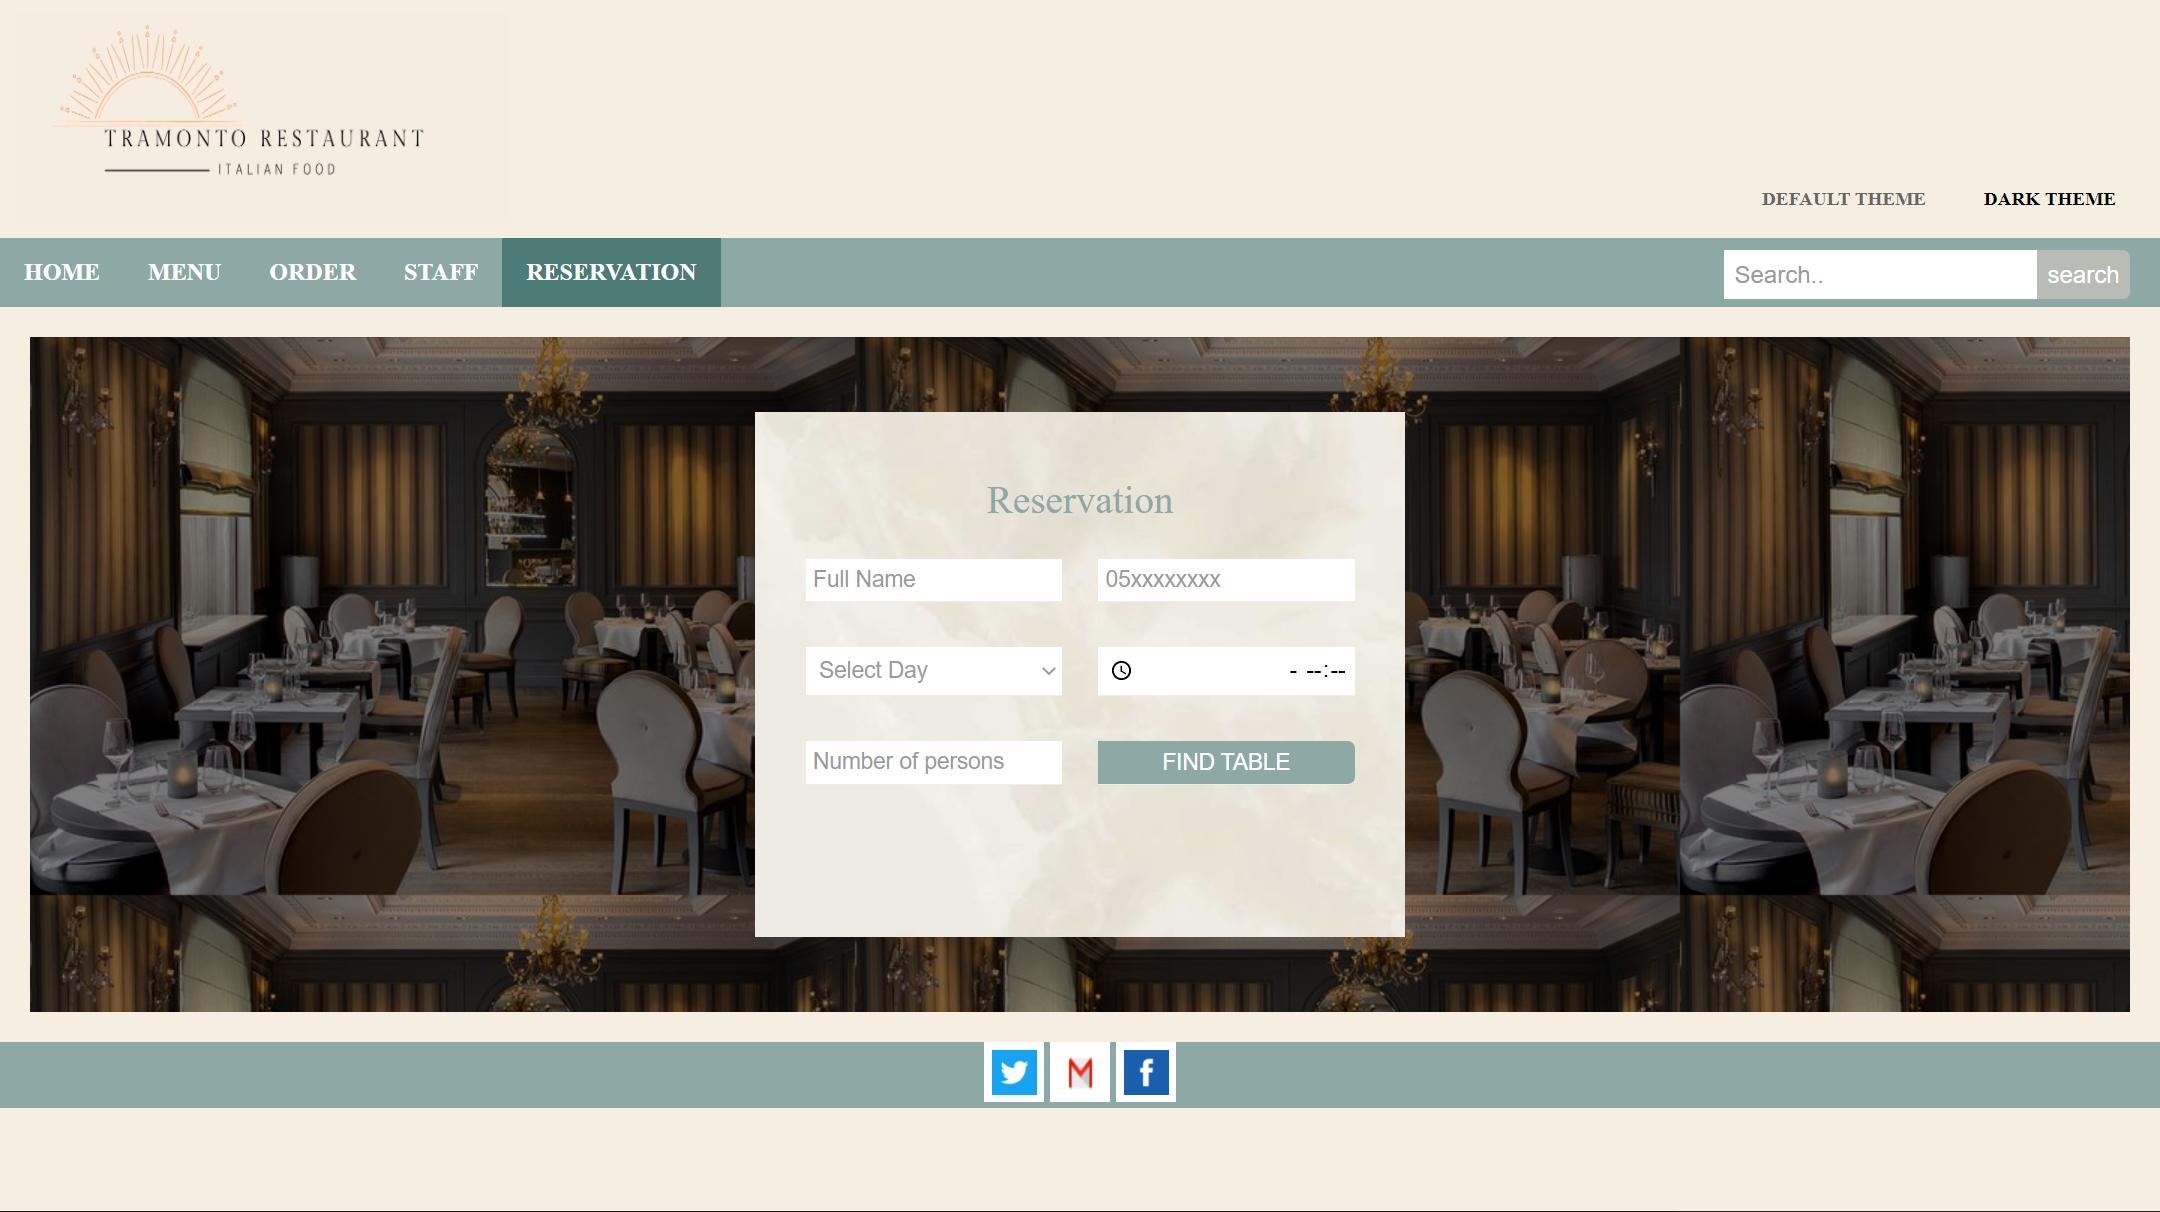 TRAMONTO RESTAURANT
ITALIAN FOOD
DEFAULT THEME DARK THEME
HOME MENU ORDER STAFF RESERVATION Search.. search
Reservation
Full Name 05xxxxxxxx
Select Day - --:--
Number of persons FIND TABLE